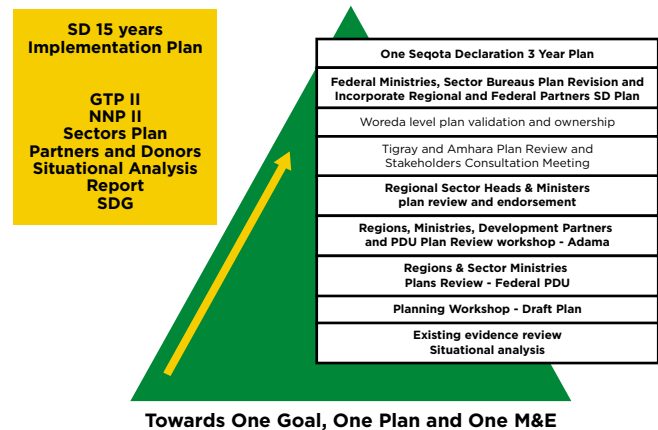 SD 15 years
Implementation Plan
GTP II
NNP II
Sectors Plan
Partners and Donors
Situational Analysis
Report
SDG
One Seqota Declaration 3 Year Plan
Federal Ministries, Sector Bureaus Plan Revision and
Incorporate Regional and Federal Partners SD Plan
Woreda level plan validation and ownership
Tigray and Amhara Plan Review and
Stakeholders Consultation Meeting
Regional Sector Heads & Ministers
plan review and endorsement
Regions, Ministries, Development Partners
and PDU Plan Review workshop - Adama
Regions & Sector Ministries
Plans Review - Federal PDU
Planning Workshop - Draft Plan
Existing evidence review
Situational analysis
Towards One Goal, One Plan and One M&E